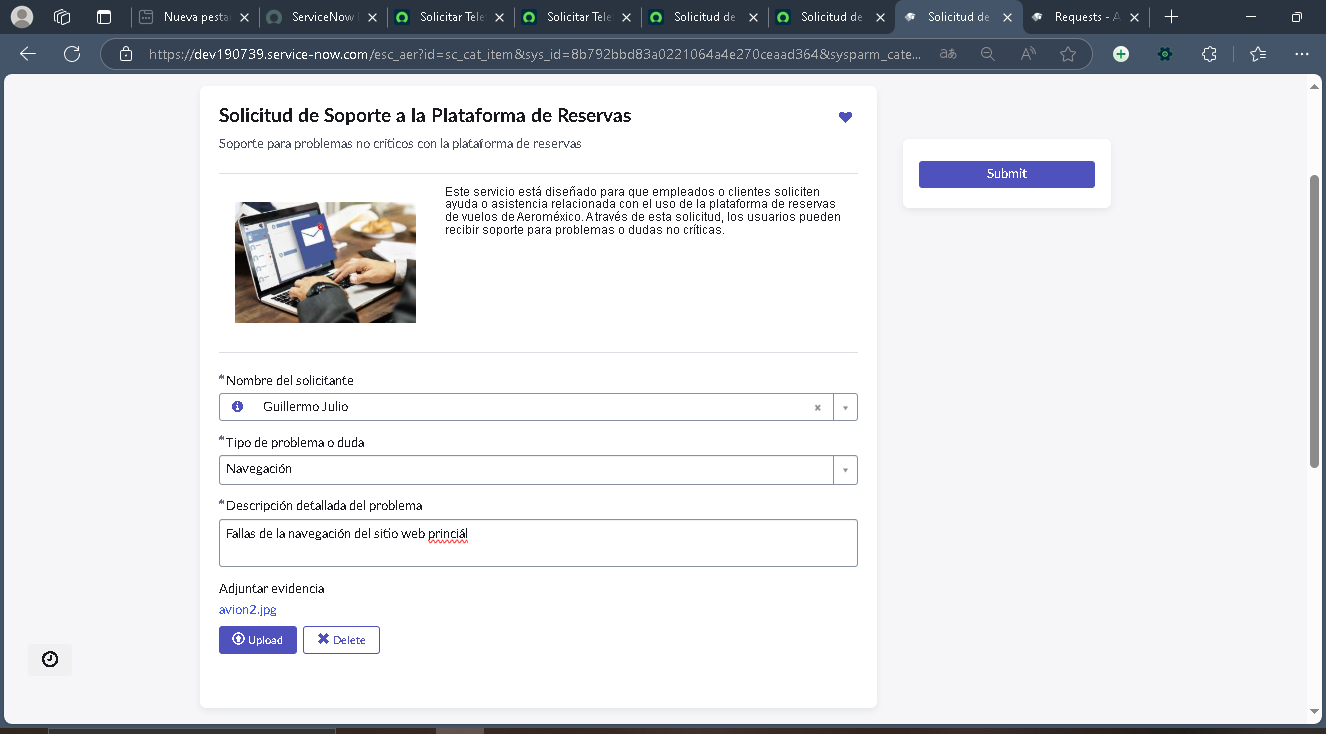 Nueva pesta
ServiceNow
Solicitar Tele
Solicitar Tele
Solicitud de
Solicitud de
Solicitud de
Requests - A
https://dev190739.service-now.com/esc_aer?id=sc_cat_item&sys_id=8b792bbd83a0221064a4e270ceaad364&sysparm_cate...
Solicitud de Soporte a la Plataforma de Reservas
Soporte para problemas no críticos con la plataforma de reservas
Submit
Este servicio está diseñado para que empleados o clientes soliciten
ayuda o asistencia relacionada con el uso de la plataforma de reservas
de vuelos de Aeroméxico. A través de esta solicitud, los usuarios pueden
recibir soporte para problemas o dudas no críticas.
*Nombre del solicitante
Guillermo Julio
*Tipo de problema o duda
Navegación
*Descripción detallada del problema
Fallas de la navegación del sitio web princiál
Adjuntar evidencia
avion2.jpg
Upload
Delete